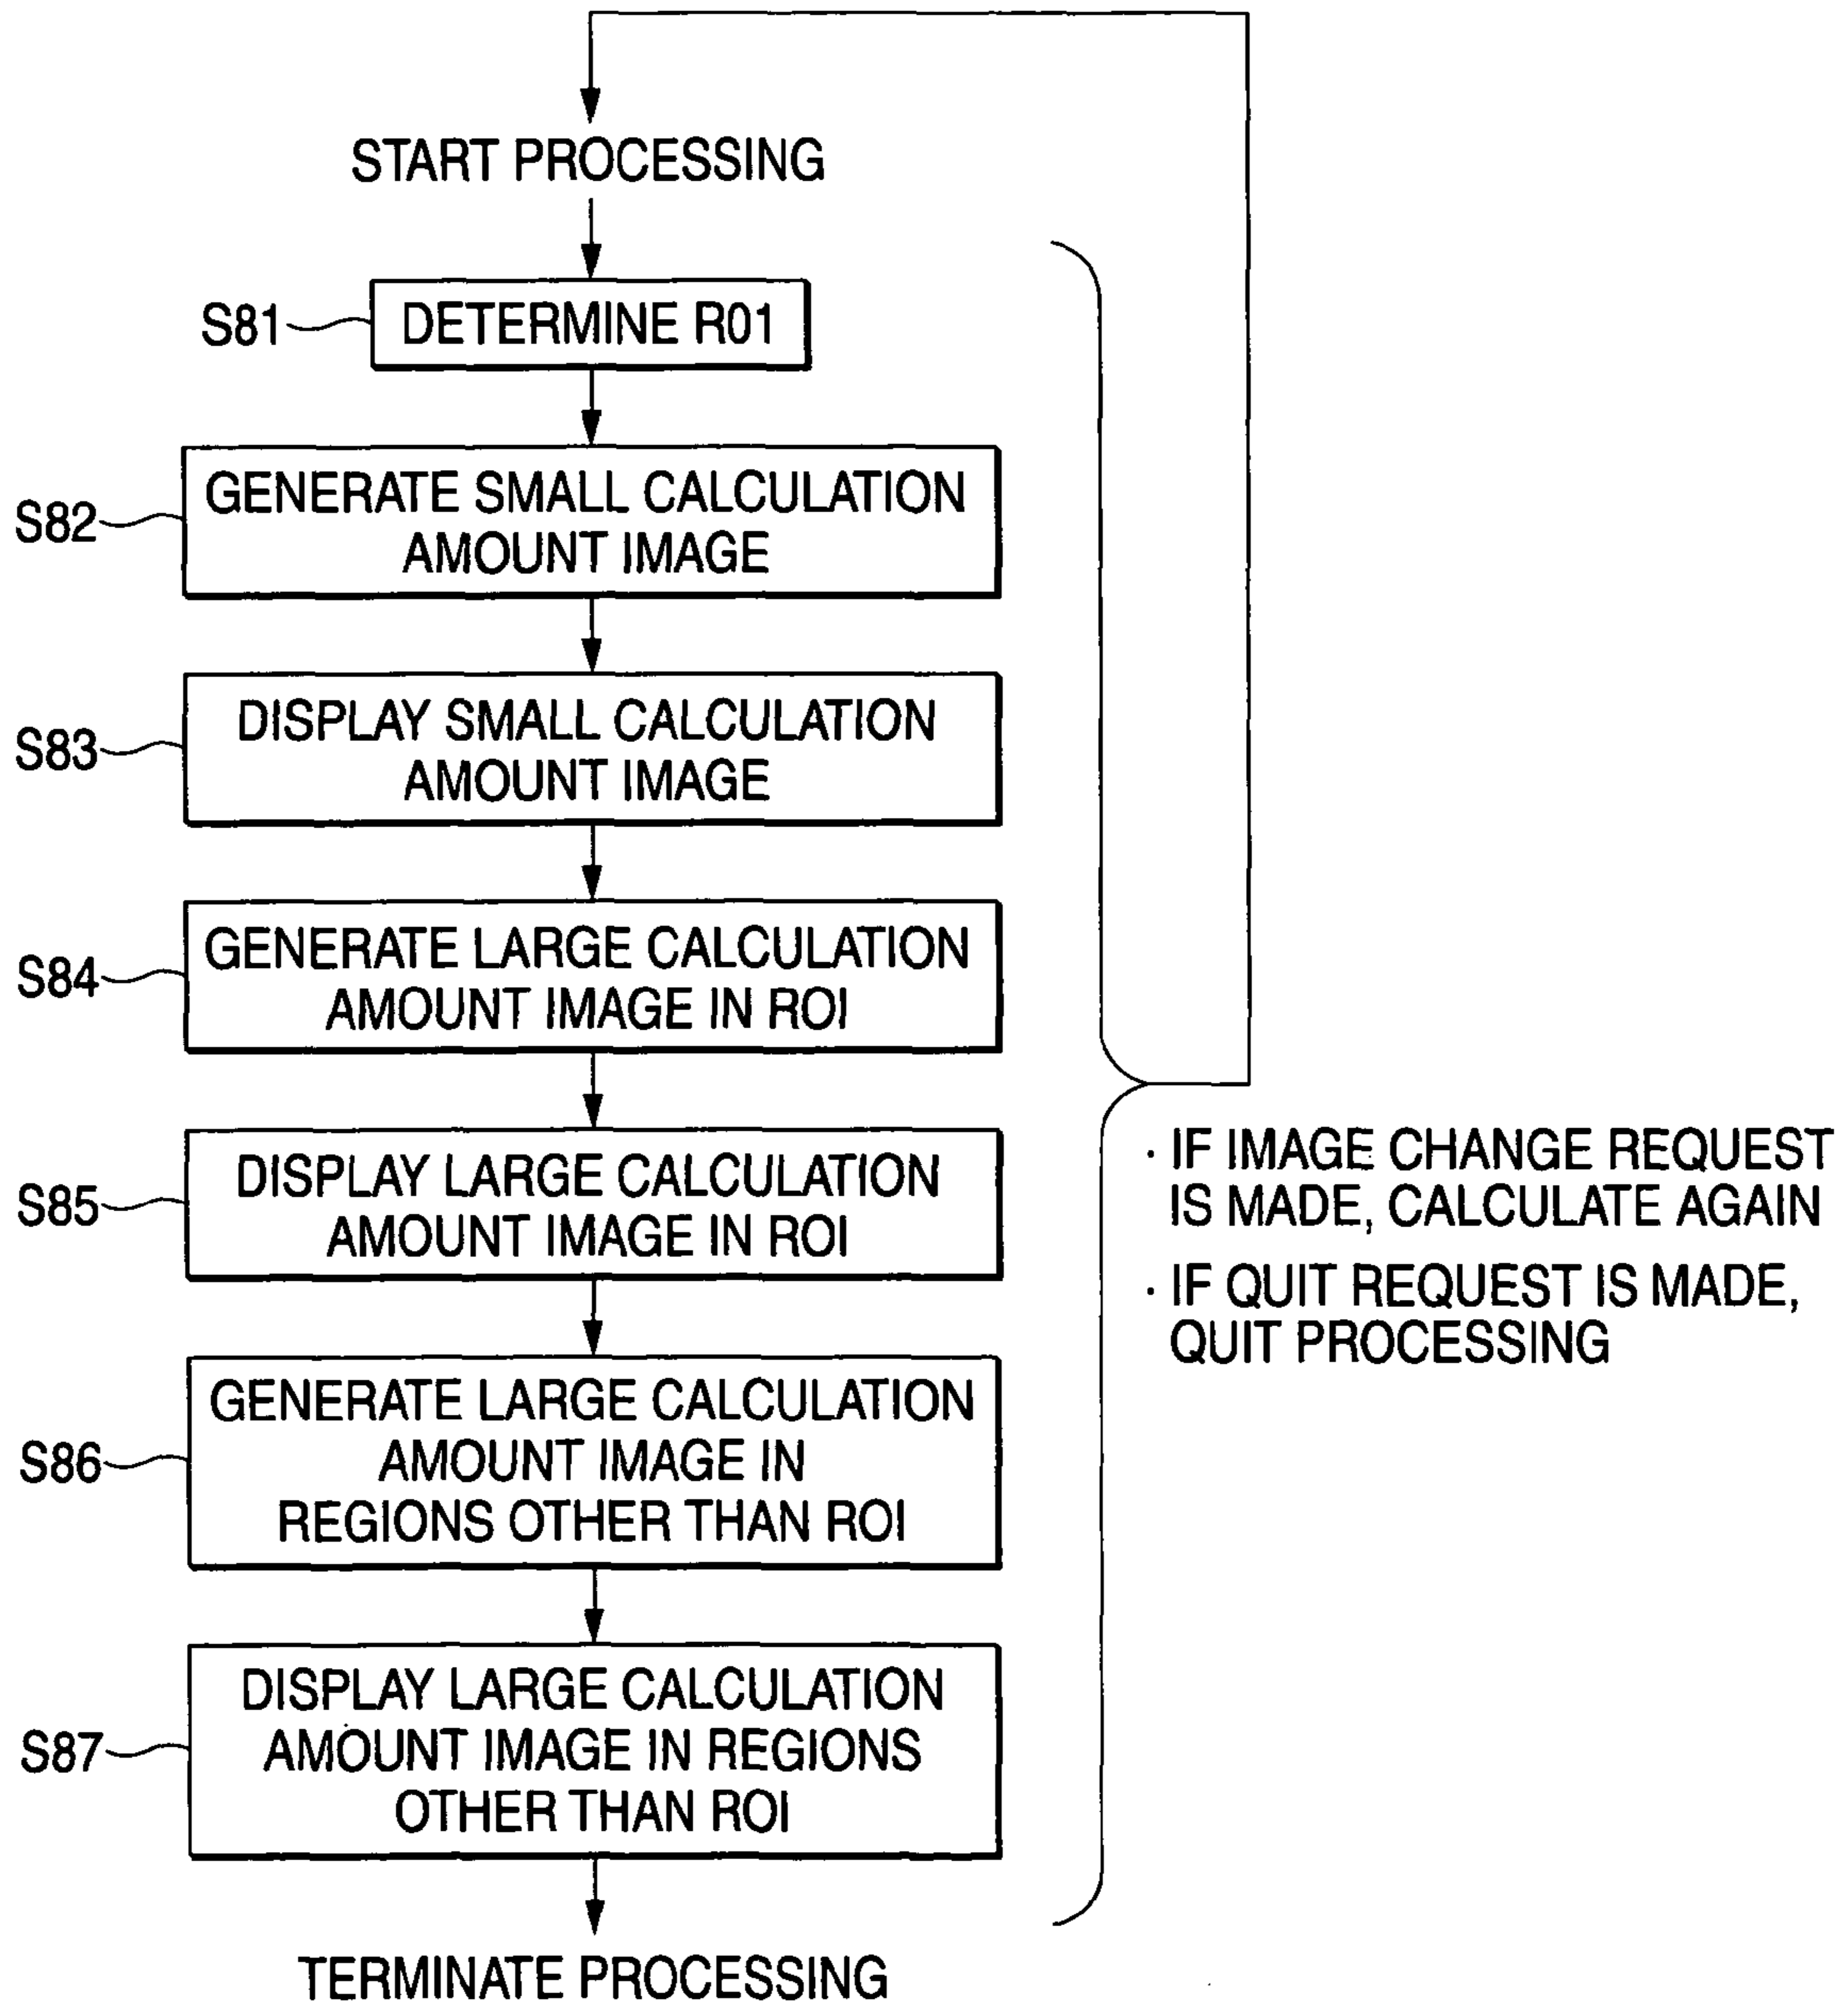 START PROCESSING
S81
DETERMINE R01
S82
GENERATE SMALL CALCULATION
AMOUNT IMAGE
S83
DISPLAY SMALL CALCULATION
AMOUNT IMAGE
S84
GENERATE LARGE CALCULATION
AMOUNT IMAGE IN ROI
S85
DISPLAY LARGE CALCULATION
AMOUNT IMAGE IN ROI
· IF IMAGE CHANGE REQUEST
IS MADE, CALCULATE AGAIN
· IF QUIT REQUEST IS MADE,
QUIT PROCESSING
S86
GENERATE LARGE CALCULATION
AMOUNT IMAGE IN
REGIONS OTHER THAN ROI
S87
DISPLAY LARGE CALCULATION
AMOUNT IMAGE IN REGIONS
OTHER THAN ROI
TERMINATE PROCESSING